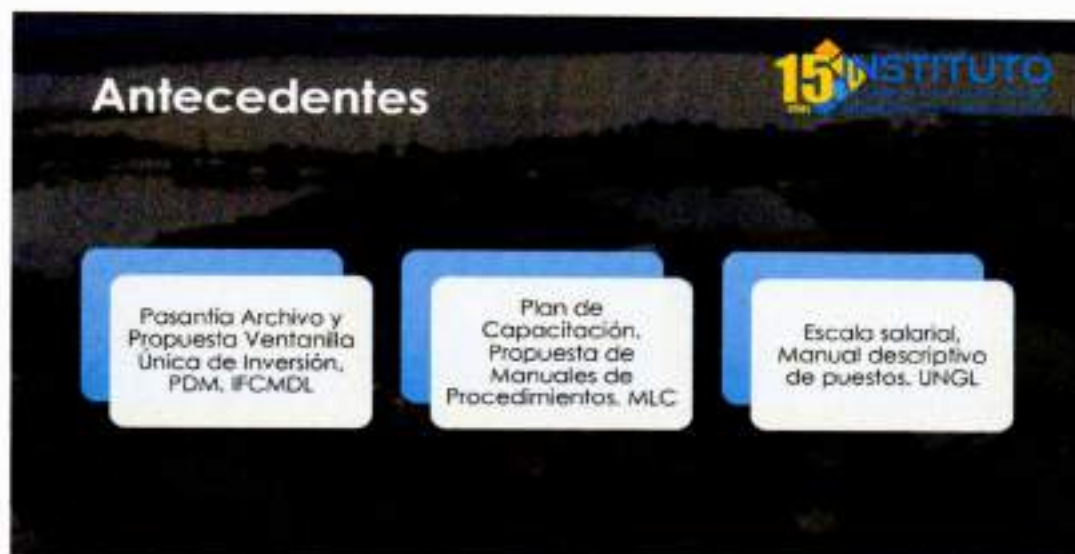 Antecedentes
15
INSTITUTO
Pasantía Archivo y
Propuesta Ventanilla
Única de Inversión,
PDM, IFCMDL
Plan de
Capacitación,
Propuesta de
Manuales de
Procedimientos, MLC
Escala salarial,
Manual descriptivo
de puestos, UNGL